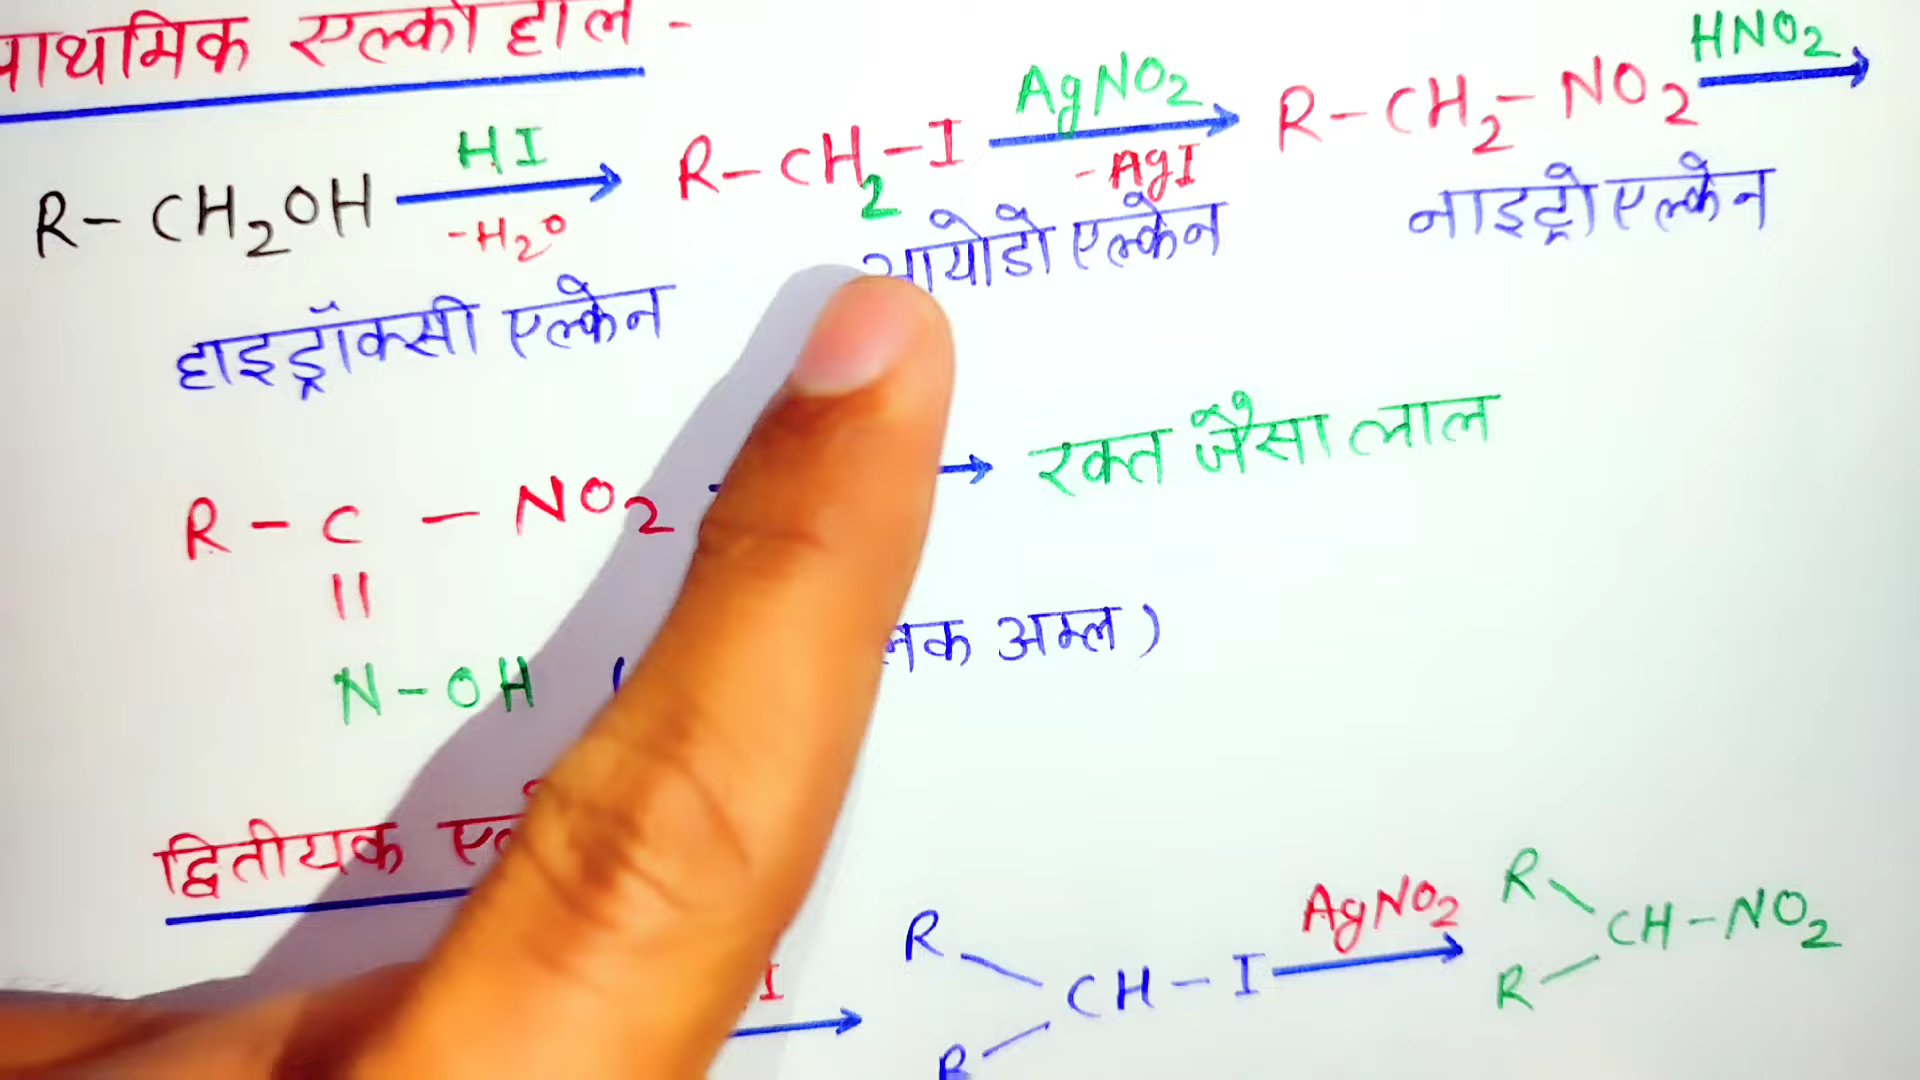 प्राथमिक एल्कोहाल -
R - CH2OH HI -H2O R - CH2 - I AgNO2 -AgI R - CH2 - NO2 HNO2
हाइड्रॉक्सी एल्केन आयोडो एल्केन नाइट्रो एल्केन
R - C - NO2 → रक्त जैसा लाल
||
N - OH ( अम्ल )
द्वितीयक
R CH - I AgNO2 R CH - NO2
R R